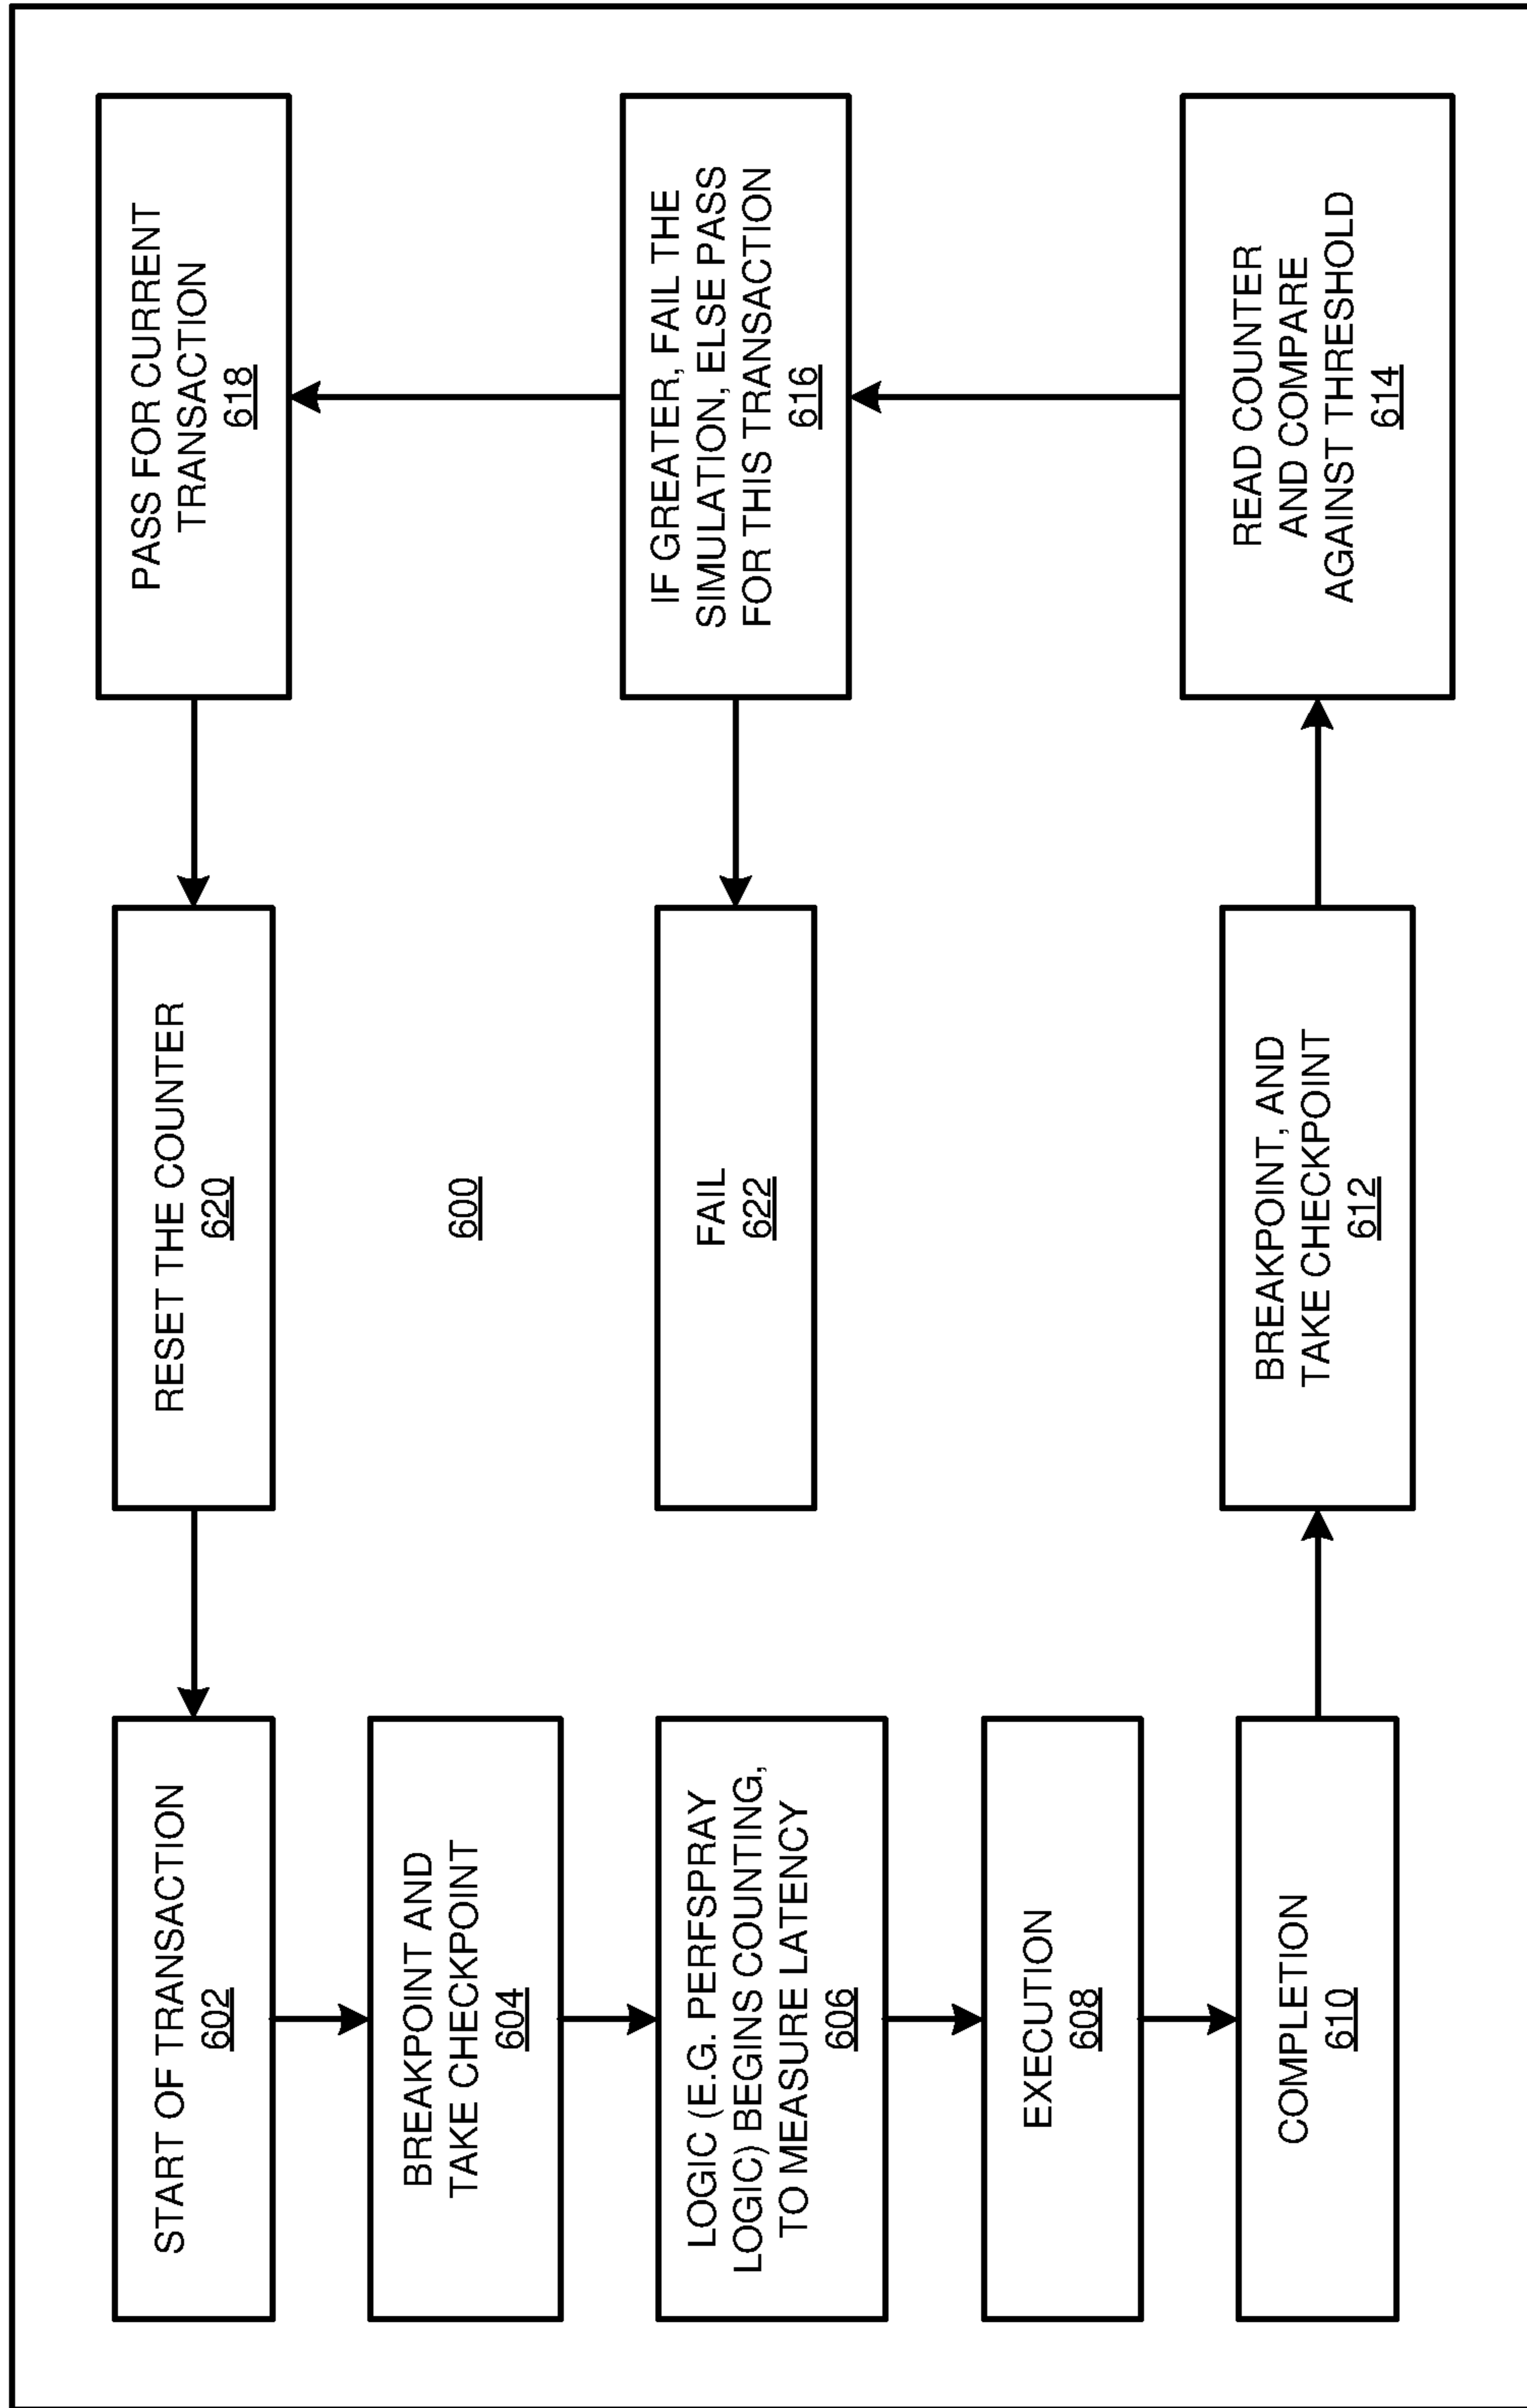 START OF TRANSACTION
602
BREAKPOINT AND
TAKE CHECKPOINT
604
LOGIC (E.G. PERFSPRAY
LOGIC) BEGINS COUNTING,
TO MEASURE LATENCY
606
EXECUTION
608
COMPLETION
610
BREAKPOINT, AND
TAKE CHECKPOINT
612
READ COUNTER
AND COMPARE
AGAINST THRESHOLD
614
IF GREATER, FAIL THE
SIMULATION, ELSE PASS
FOR THIS TRANSACTION
616
PASS FOR CURRENT
TRANSACTION
618
RESET THE COUNTER
620
600
FAIL
622